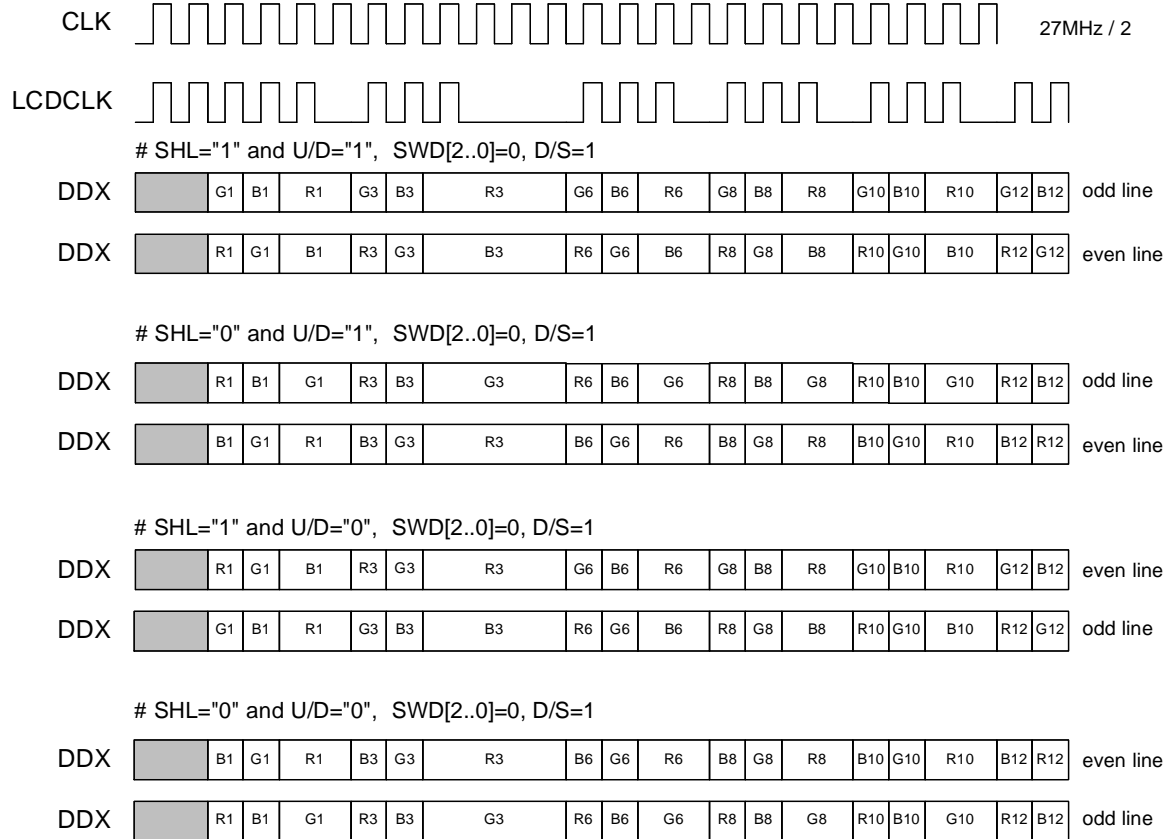 CLK 27MHz / 2
LCDCLK
# SHL="1" and U/D="1", SWD[2..0]=0, D/S=1
DDX G1 B1 R1 G3 B3 R3 G6 B6 R6 G8 B8 R8 G10 B10 R10 G12 B12 odd line
DDX R1 G1 B1 R3 G3 B3 R6 G6 B6 R8 G8 B8 R10 G10 B10 R12 G12 even line
# SHL="0" and U/D="1", SWD[2..0]=0, D/S=1
DDX R1 B1 G1 R3 B3 G3 R6 B6 G6 R8 B8 G8 R10 B10 G10 R12 B12 odd line
DDX B1 G1 R1 B3 G3 R3 B6 G6 R6 B8 G8 R8 B10 G10 R10 B12 R12 even line
# SHL="1" and U/D="0", SWD[2..0]=0, D/S=1
DDX R1 G1 B1 R3 G3 R3 G6 B6 R6 G8 B8 R8 G10 B10 R10 G12 B12 even line
DDX G1 B1 R1 G3 B3 B3 R6 G6 B6 R8 G8 B8 R10 G10 B10 R12 G12 odd line
# SHL="0" and U/D="0", SWD[2..0]=0, D/S=1
DDX B1 G1 R1 B3 G3 R3 B6 G6 R6 B8 G8 R8 B10 G10 R10 B12 R12 even line
DDX R1 B1 G1 R3 B3 G3 R6 B6 G6 R8 B8 G8 R10 B10 G10 R12 B12 odd line